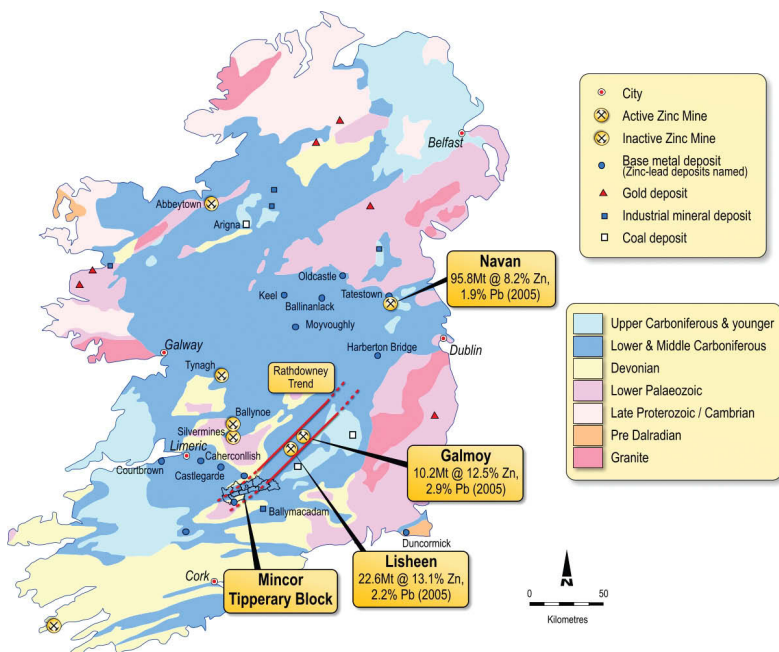 Belfast
Abbeytown
Arigna
Navan
95.8Mt @ 8.2% Zn,
1.9% Pb (2005)
Oldcastle
Tatestown
Keel
Ballinanlack
Moyvoughly
Galway
Harberton Bridge
Dublin
Tynagh
Rathdowney
Trend
Ballynoe
Silvermines
Limeric
Caherconllish
Courtbrown
Castlegarde
Galmoy
10.2Mt @ 12.5% Zn,
2.9% Pb (2005)
Ballymacadam
Duncormick
Lisheen
22.6Mt @ 13.1% Zn,
2.2% Pb (2005)
Mincor
Tipperary Block
Cork
City
Active Zinc Mine
Inactive Zinc Mine
Base metal deposit
(Zinc-lead deposits named)
Gold deposit
Industrial mineral deposit
Coal deposit
Upper Carboniferous & younger
Lower & Middle Carboniferous
Devonian
Lower Palaeozoic
Late Proterozoic / Cambrian
Pre Dalradian
Granite
N
0 50
Kilometres